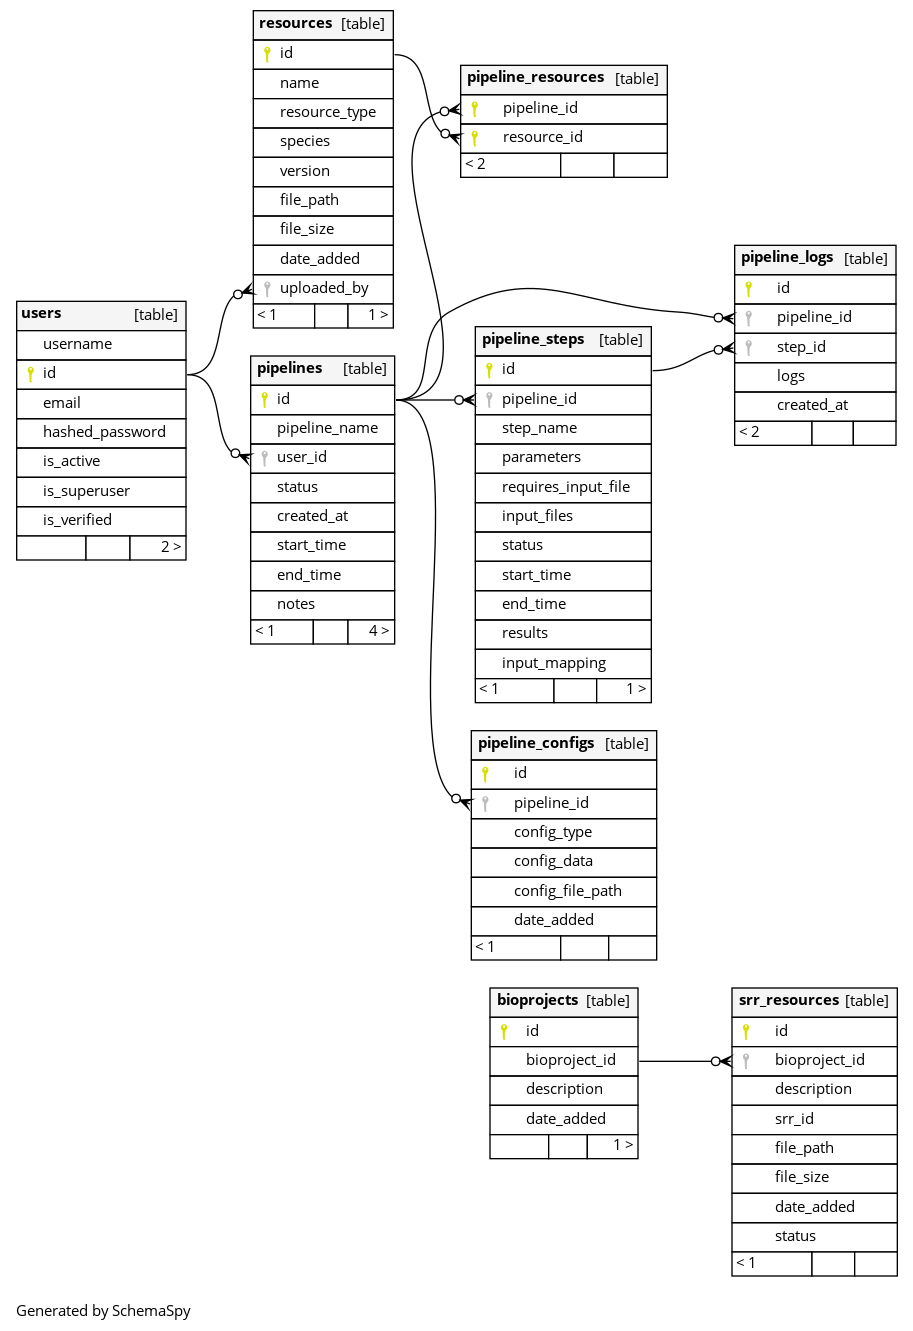 resources [table]
id
name
resource_type
species
version
file_path
file_size
date_added
uploaded_by
< 1 1 >
pipeline_resources [table]
pipeline_id
resource_id
< 2
pipeline_logs [table]
id
pipeline_id
step_id
logs
created_at
< 2
users [table]
username
id
email
hashed_password
is_active
is_superuser
is_verified
2 >
pipelines [table]
id
pipeline_name
user_id
status
created_at
start_time
end_time
notes
< 1 4 >
pipeline_steps [table]
id
pipeline_id
step_name
parameters
requires_input_file
input_files
status
start_time
end_time
results
input_mapping
< 1 1 >
pipeline_configs [table]
id
pipeline_id
config_type
config_data
config_file_path
date_added
< 1
bioprojects [table]
id
bioproject_id
description
date_added
1 >
srr_resources [table]
id
bioproject_id
description
srr_id
file_path
file_size
date_added
status
< 1
Generated by SchemaSpy